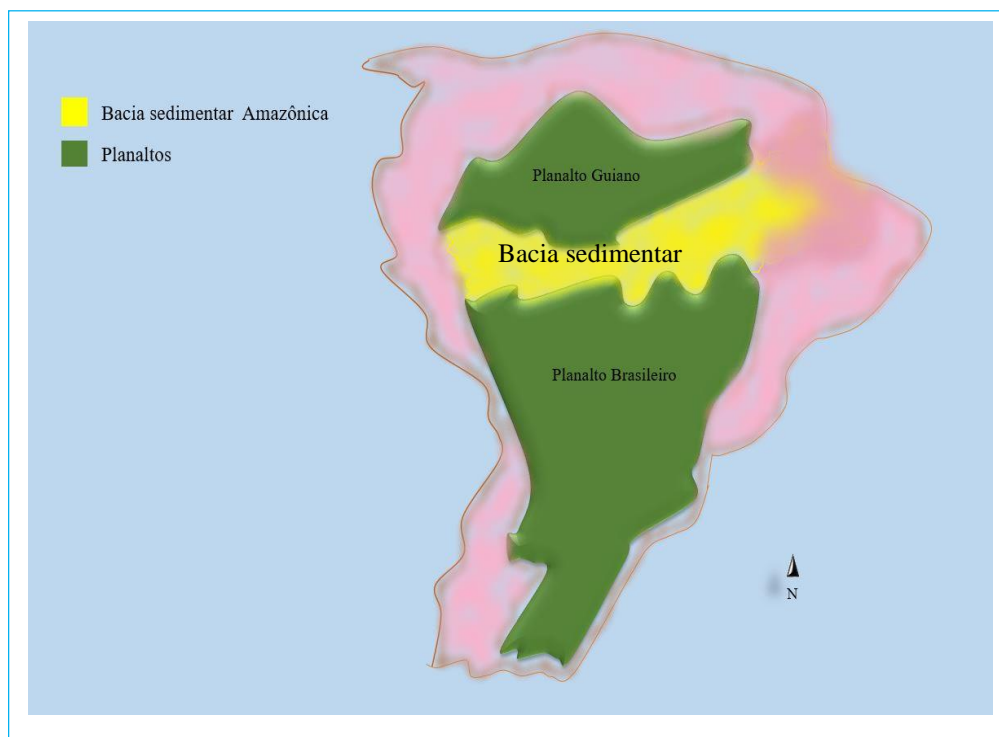 Bacia sedimentar Amazônica
Planaltos
Planalto Guiano
Bacia sedimentar
Planalto Brasileiro
N